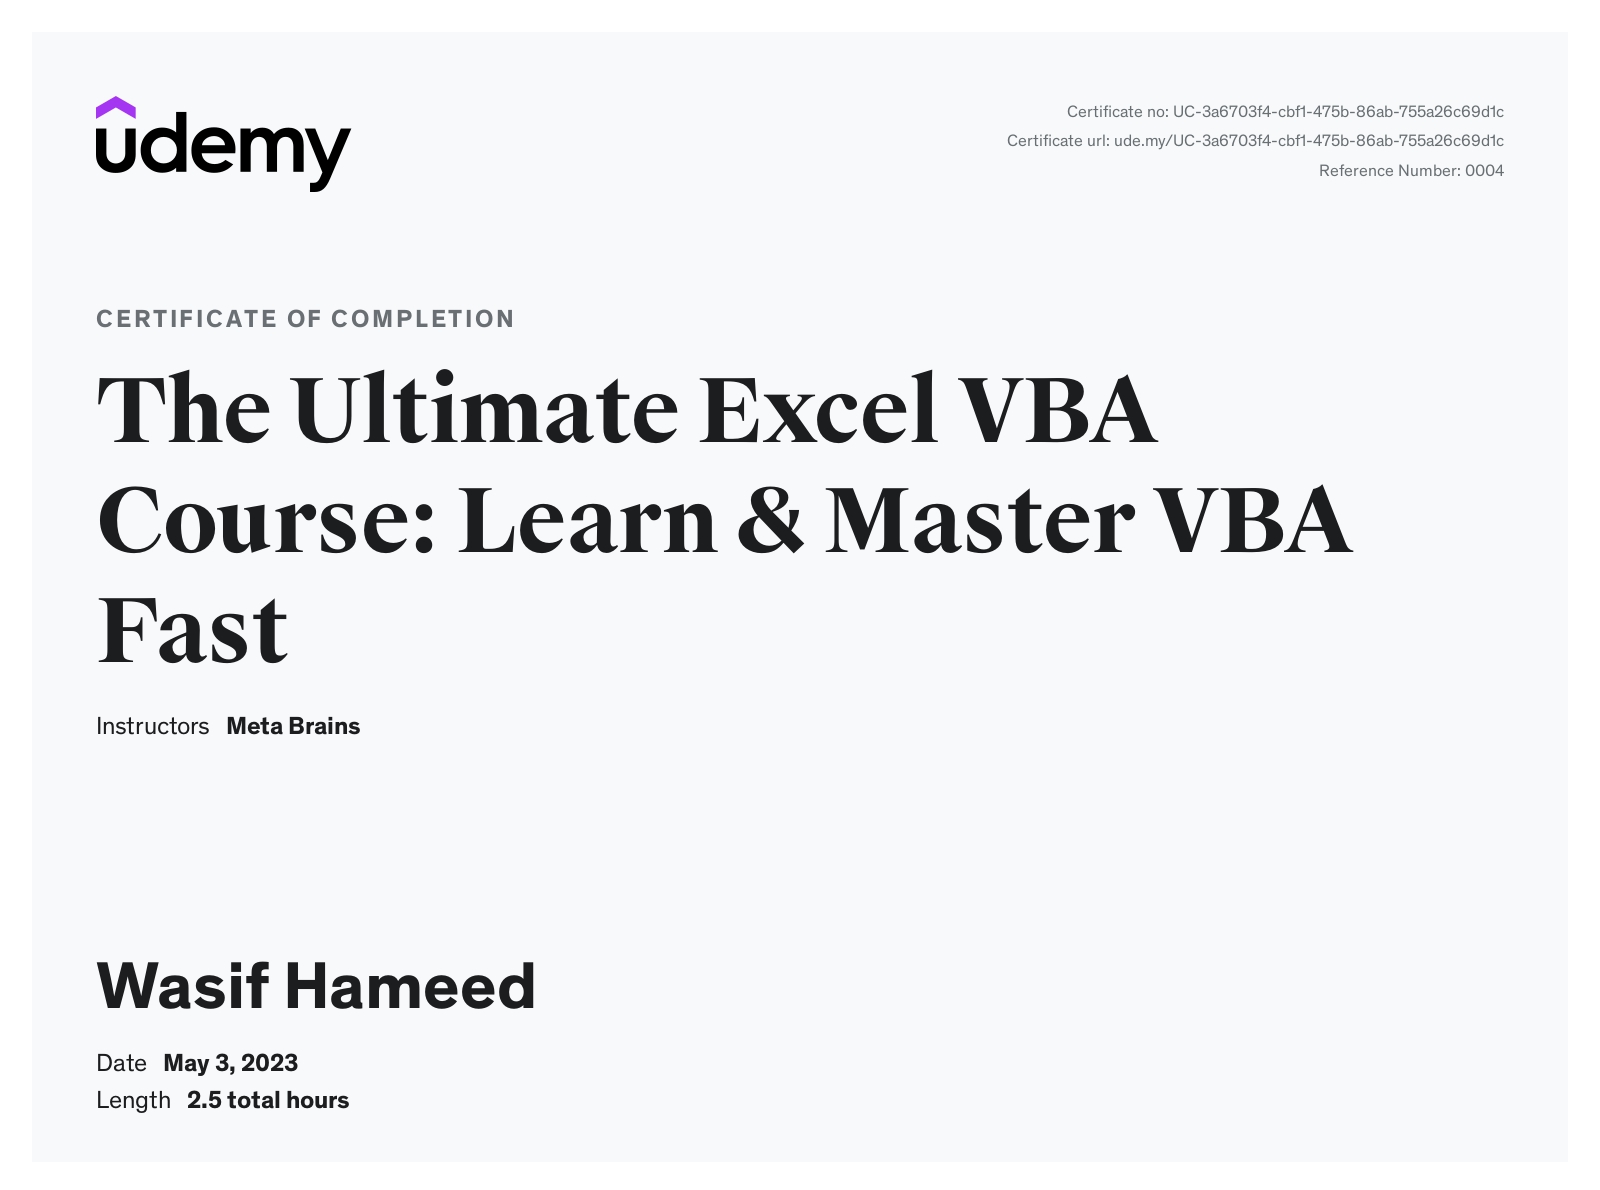 udemy
Certificate no: UC-3a6703f4-cbf1-475b-86ab-755a26c69d1c
Certificate url: ude.my/UC-3a6703f4-cbf1-475b-86ab-755a26c69d1c
Reference Number: 0004
CERTIFICATE OF COMPLETION
The Ultimate Excel VBA
Course: Learn & Master VBA
Fast
Instructors Meta Brains
Wasif Hameed
Date May 3, 2023
Length 2.5 total hours